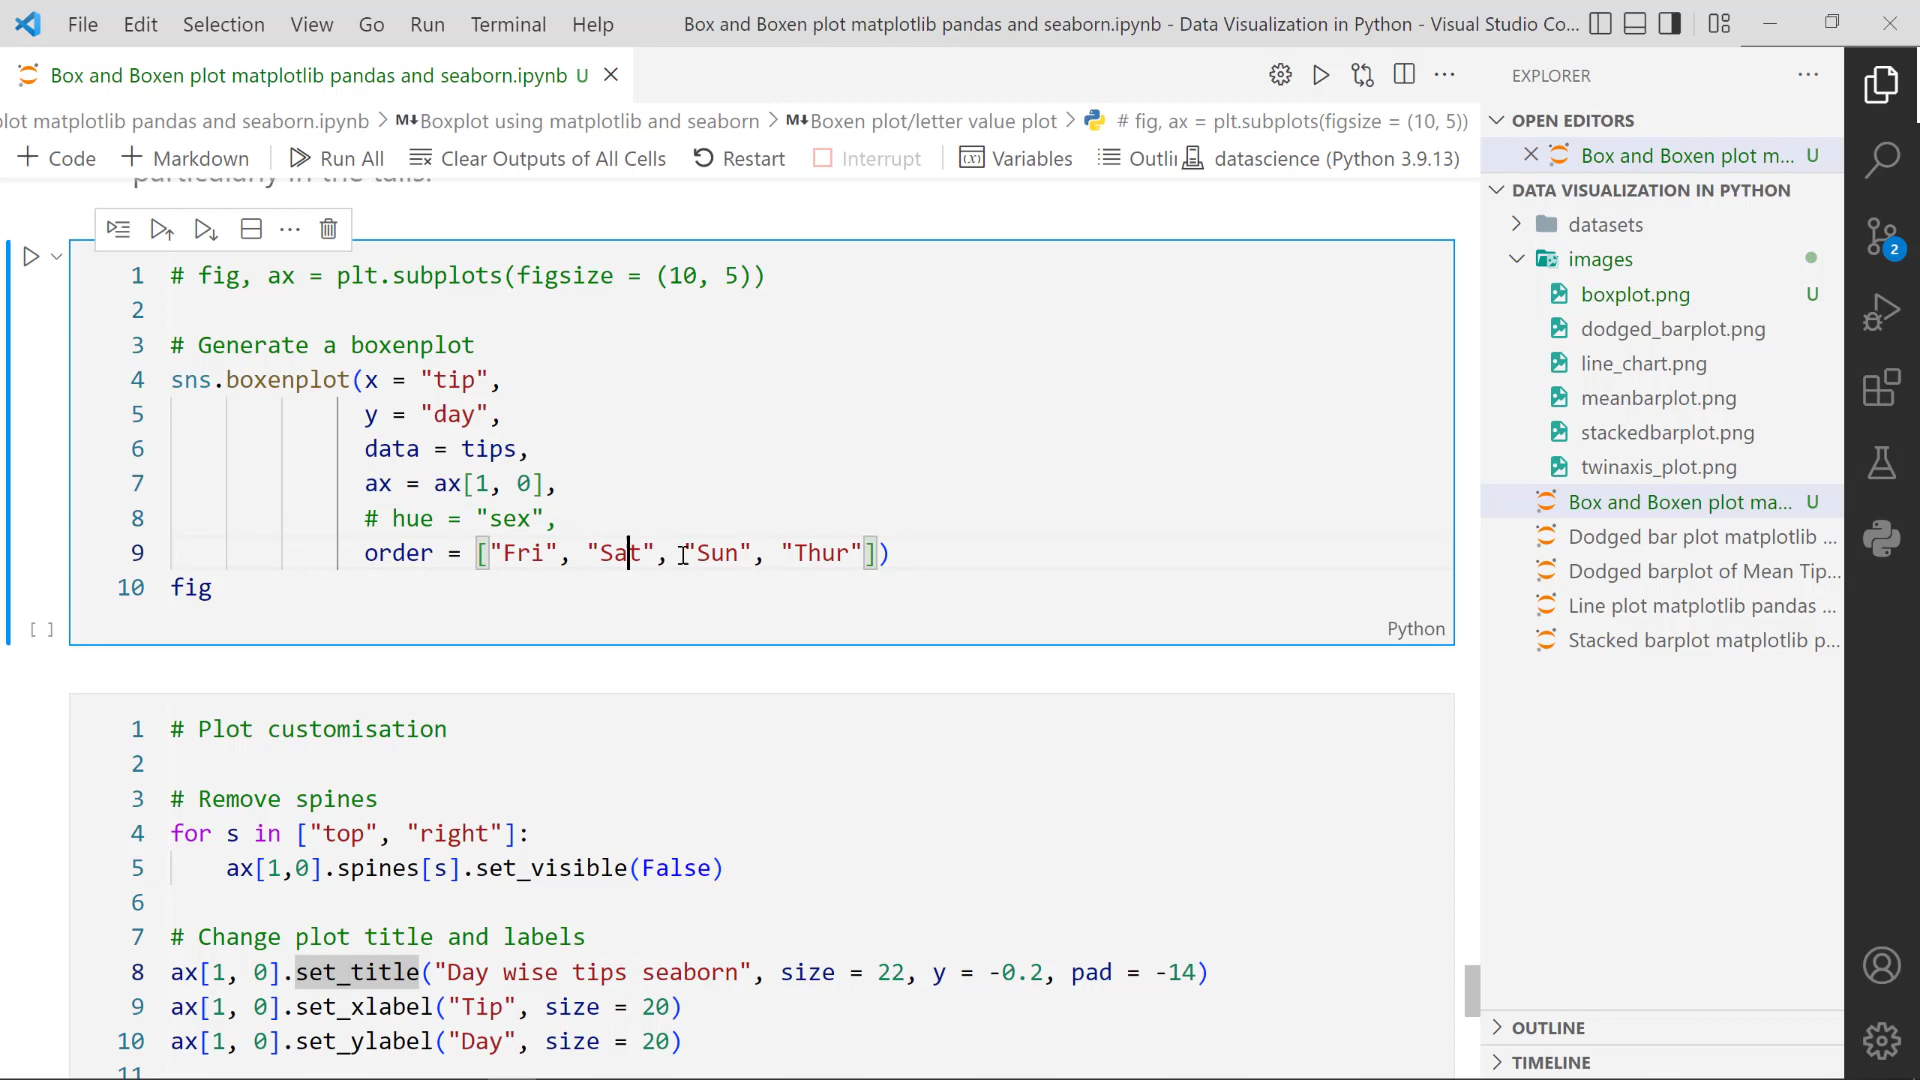 File Edit Selection View Go Run Terminal Help Box and Boxen plot matplotlib pandas and seaborn.ipynb - Data Visualization in Python - Visual Studio Co...
Box and Boxen plot matplotlib pandas and seaborn.ipynb U
lot matplotlib pandas and seaborn.ipynb > M Boxplot using matplotlib and seaborn > M Boxen plot/letter value plot > # fig, ax = plt.subplots(figsize = (10, 5))
Code Markdown Run All Clear Outputs of All Cells Restart Interrupt Variables Outli datascience (Python 3.9.13)
particularly in the tails.
1 # fig, ax = plt.subplots(figsize = (10, 5))
2
3 # Generate a boxenplot
4 sns.boxenplot(x = "tip",
5 y = "day",
6 data = tips,
7 ax = ax[1, 0],
8 # hue = "sex",
9 order = ["Fri", "Sat", "Sun", "Thur"])
10 fig
[ ]
Python
1 # Plot customisation
2
3 # Remove spines
4 for s in ["top", "right"]:
5 ax[1,0].spines[s].set_visible(False)
6
7 # Change plot title and labels
8 ax[1, 0].set_title("Day wise tips seaborn", size = 22, y = -0.2, pad = -14)
9 ax[1, 0].set_xlabel("Tip", size = 20)
10 ax[1, 0].set_ylabel("Day", size = 20)
11
EXPLORER
OPEN EDITORS
Box and Boxen plot m... U
DATA VISUALIZATION IN PYTHON
datasets
images
boxplot.png U
dodged_barplot.png
line_chart.png
meanbarplot.png
stackedbarplot.png
twinaxis_plot.png
Box and Boxen plot ma... U
Dodged bar plot matplotlib ...
Dodged barplot of Mean Tip...
Line plot matplotlib pandas ...
Stacked barplot matplotlib p...
OUTLINE
TIMELINE
2